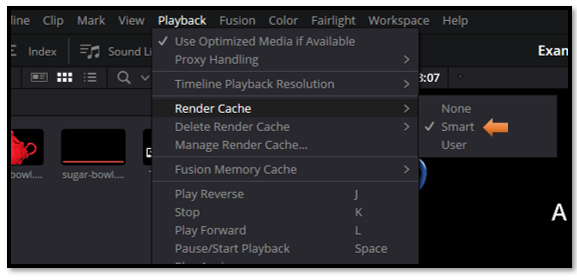 line Clip Mark View Playback Fusion Color Fairlight Workspace Help
Index Sound Li
Exan
Use Optimized Media if Available
Proxy Handling
Timeline Playback Resolution
3:07
Render Cache
None
Delete Render Cache
Smart
Manage Render Cache...
User
Fusion Memory Cache
bowl....
sugar-bowl....
Play Reverse J
Stop K
A
Play Forward L
Pause/Start Playback Space